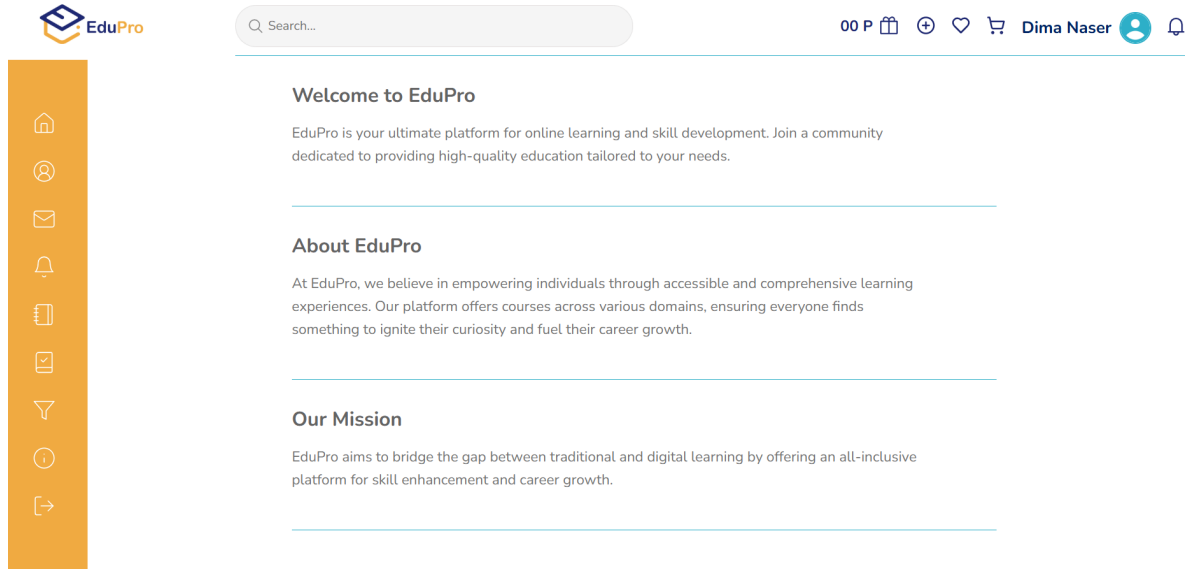 EduPro
Search...
00 P
Dima Naser
Welcome to EduPro
EduPro is your ultimate platform for online learning and skill development. Join a community
dedicated to providing high-quality education tailored to your needs.
About EduPro
At EduPro, we believe in empowering individuals through accessible and comprehensive learning
experiences. Our platform offers courses across various domains, ensuring everyone finds
something to ignite their curiosity and fuel their career growth.
Our Mission
EduPro aims to bridge the gap between traditional and digital learning by offering an all-inclusive
platform for skill enhancement and career growth.